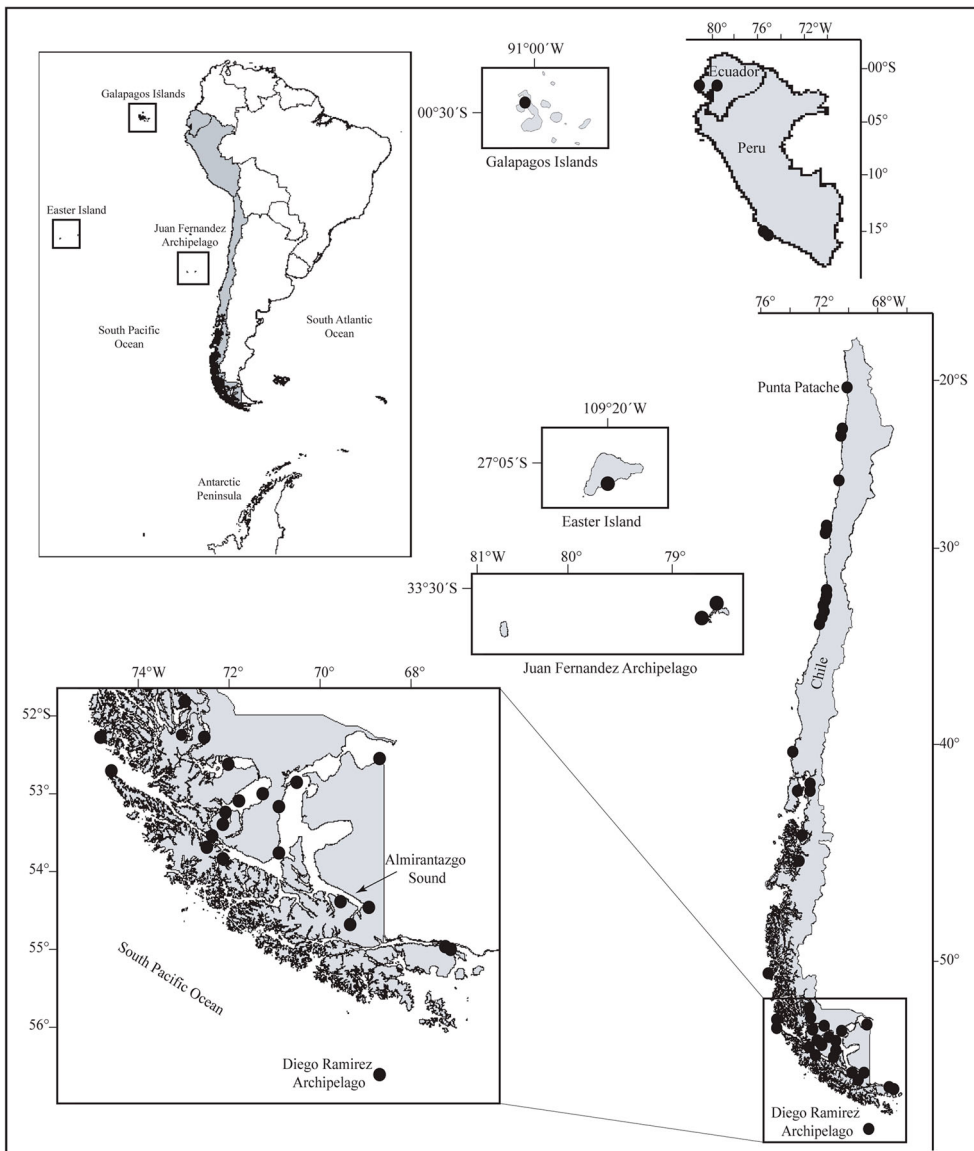 Galapagos Islands
Easter Island
Juan Fernandez
Archipelago
South Pacific
Ocean
South Atlantic
Ocean
Antarctic
Peninsula
91°00´W
00°30´S
Galapagos Islands
80°
76°
72°W
00°S
05°S
10°S
15°S
Ecuador
Peru
109°20´W
27°05´S
Easter Island
81°W
80°
79°
33°30´S
Juan Fernandez Archipelago
76°
72°
68°W
20°S
30°S
40°S
50°S
Punta Patache
Chile
Diego Ramirez
Archipelago
74°W
72°
70°
68°
52°S
53°
54°
55°
56°
Almirantazgo
Sound
South Pacific Ocean
Diego Ramirez
Archipelago